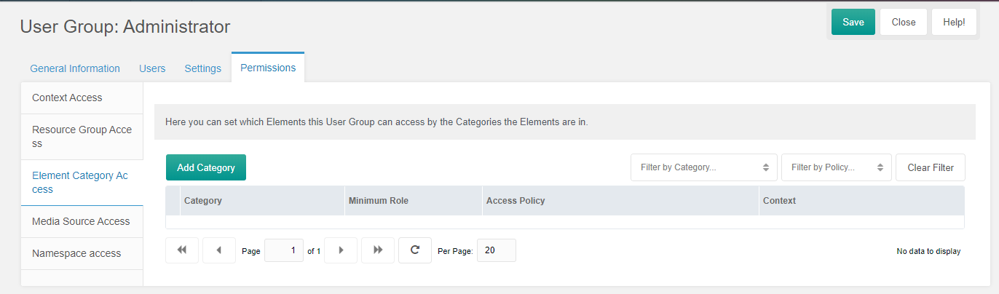 User Group: Administrator
Save
Close
Help!
General Information
Users
Settings
Permissions
Context Access
Resource Group Acce
ss
Element Category Ac
cess
Media Source Access
Namespace access
Here you can set which Elements this User Group can access by the Categories the Elements are in.
Add Category
Filter by Category...
Filter by Policy...
Clear Filter
Category
Minimum Role
Access Policy
Context
Page
1
of 1
Per Page:
20
No data to display